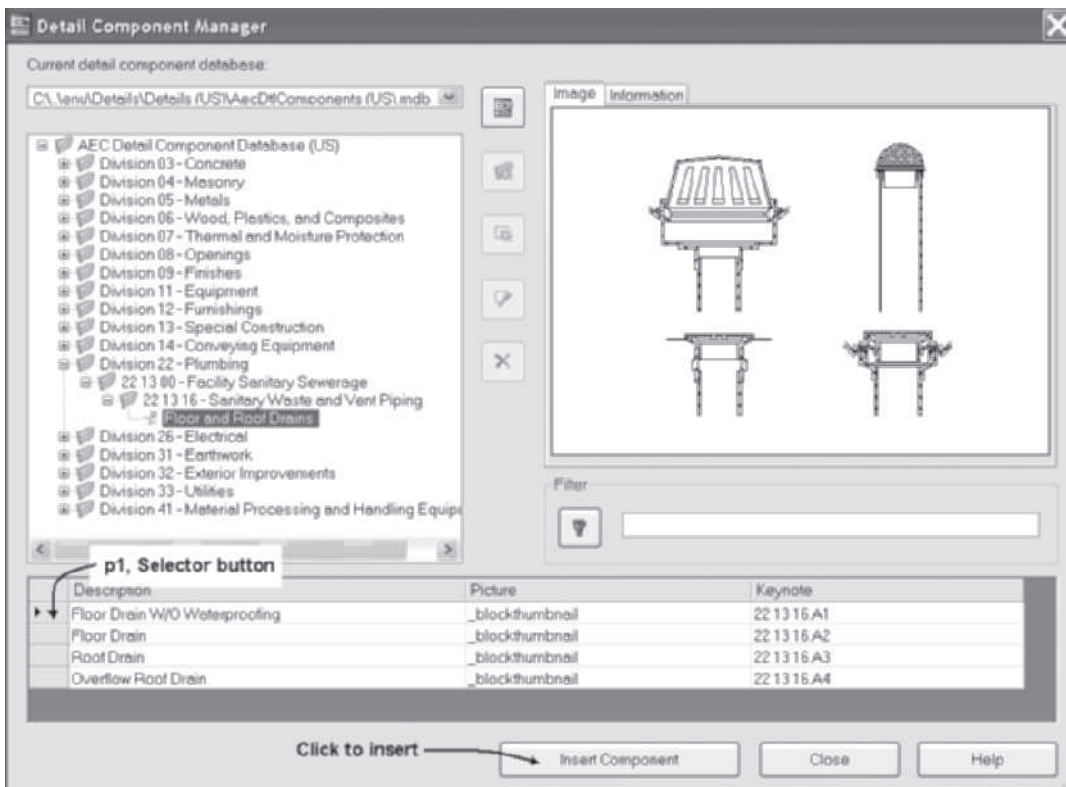 Detail Component Manager
Current detail component database:
Image Information
AEC Detail Component Database (US)
Division 03 - Concrete
Division 04 - Masonry
Division 05 - Metals
Division 06 - Wood, Plastics, and Composites
Division 07 - Thermal and Moisture Protection
Division 08 - Openings
Division 09 - Finishes
Division 11 - Equipment
Division 12 - Furnishings
Division 13 - Special Construction
Division 14 - Conveying Equipment
Division 22 - Plumbing
22 13 00 - Facility Sanitary Sewerage
22 13 16 - Sanitary Waste and Vent Piping
Floor and Roof Drains
Division 26 - Electrical
Division 31 - Earthwork
Division 32 - Exterior Improvements
Division 33 - Utilities
Division 41 - Material Processing and Handling Equip
Filter
p1, Selector button
Description Picture Keynote
Floor Drain W/O Waterproofing _blockthumbnail 22 13 16.A1
Floor Drain _blockthumbnail 22 13 16.A2
Roof Drain _blockthumbnail 22 13 16.A3
Overflow Roof Drain _blockthumbnail 22 13 16.A4
Click to insert
Insert Component Close Help